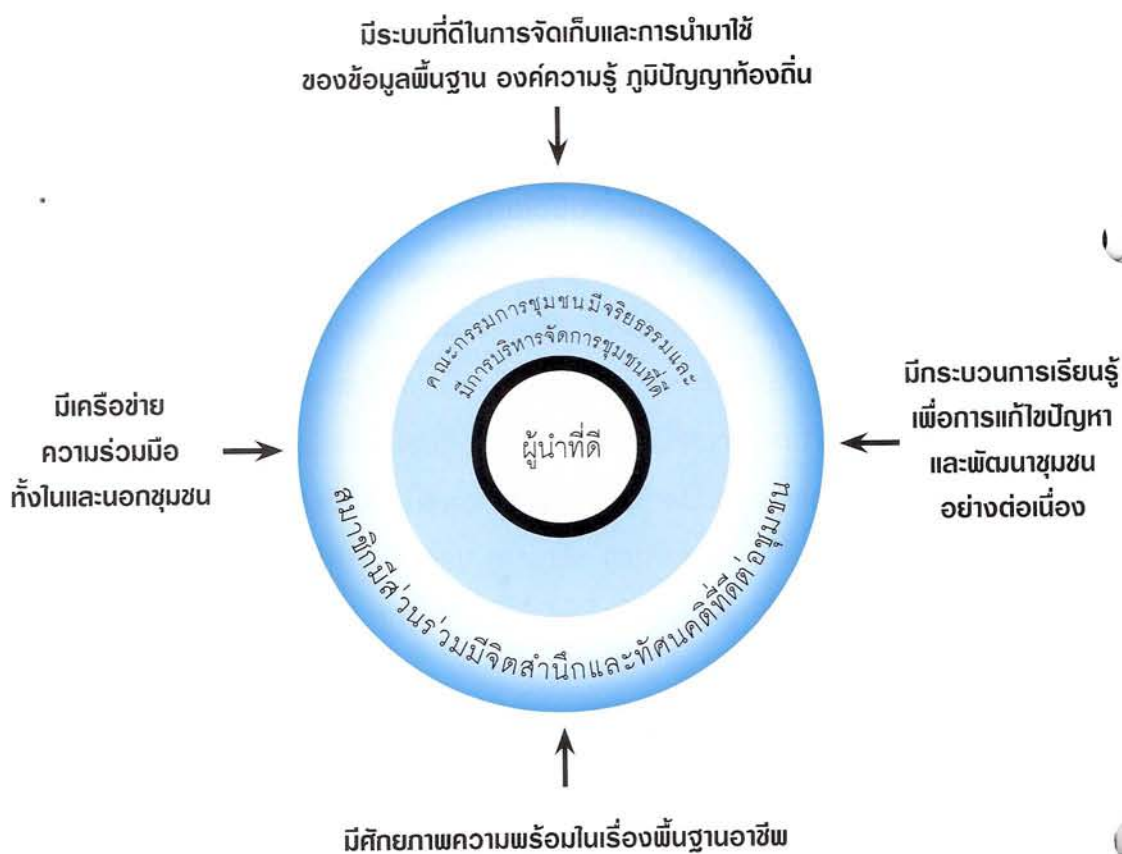 มีระบบที่ดีในการจัดเก็บและการนำมาใช้
ของข้อมูลพื้นฐาน องค์ความรู้ ภูมิปัญญาท้องถิ่น
คณะกรรมการชุมชนมีจริยธรรมและ
มีการบริหารจัดการชุมชนที่ดี
ผู้นำที่ดี
มีเครือข่าย
ความร่วมมือ
ทั้งในและนอกชุมชน
มีกระบวนการเรียนรู้
เพื่อการแก้ไขปัญหา
และพัฒนาชุมชน
อย่างต่อเนื่อง
สมาชิกมีส่วนร่วมมีจิตสำนึกและทัศนคติที่ดีต่อชุมชน
มีศักยภาพความพร้อมในเรื่องพื้นฐานอาชีพ